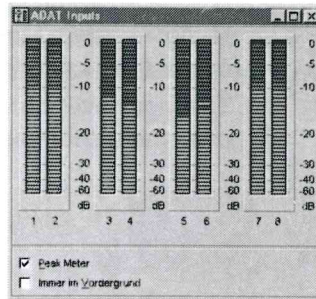 ADAT Inputs
0 0 0 0
-5 -5 -5 -5
-10 -10 -10 -10
-20 -20 -20 -20
-30 -30 -30 -30
-40 -40 -40 -40
-60 -60 -60 -60
dB dB dB dB
1 2 3 4 5 6 7 8
Peak Meter
Immer im Vordergrund